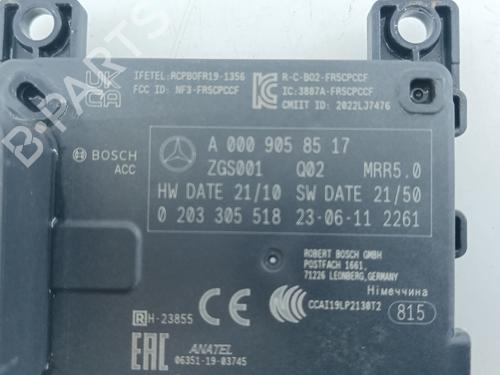 UK
CA
IFETEL:RCPBOFR19-1356
FCC ID: NF3-FR5CPCCF
R-C-BO2-FR5CPCCF
IC:3887A-FR5CPCCF
CMIIT ID: 2022LJ7476
BOSCH
ACC
A 000 905 85 17
ZGS001 Q02 MRR5.0
HW DATE 21/10 SW DATE 21/50
0 203 305 518 23-06-11 2261
ROBERT BOSCH GMBH
POSTFACH 1661,
71226 LEONBERG,GERMANY
Німеччина
CCAI19LP2130T2
815
R H-23855
CE
CCC
EAC
ANATEL
06351-19-03745
B-Parts